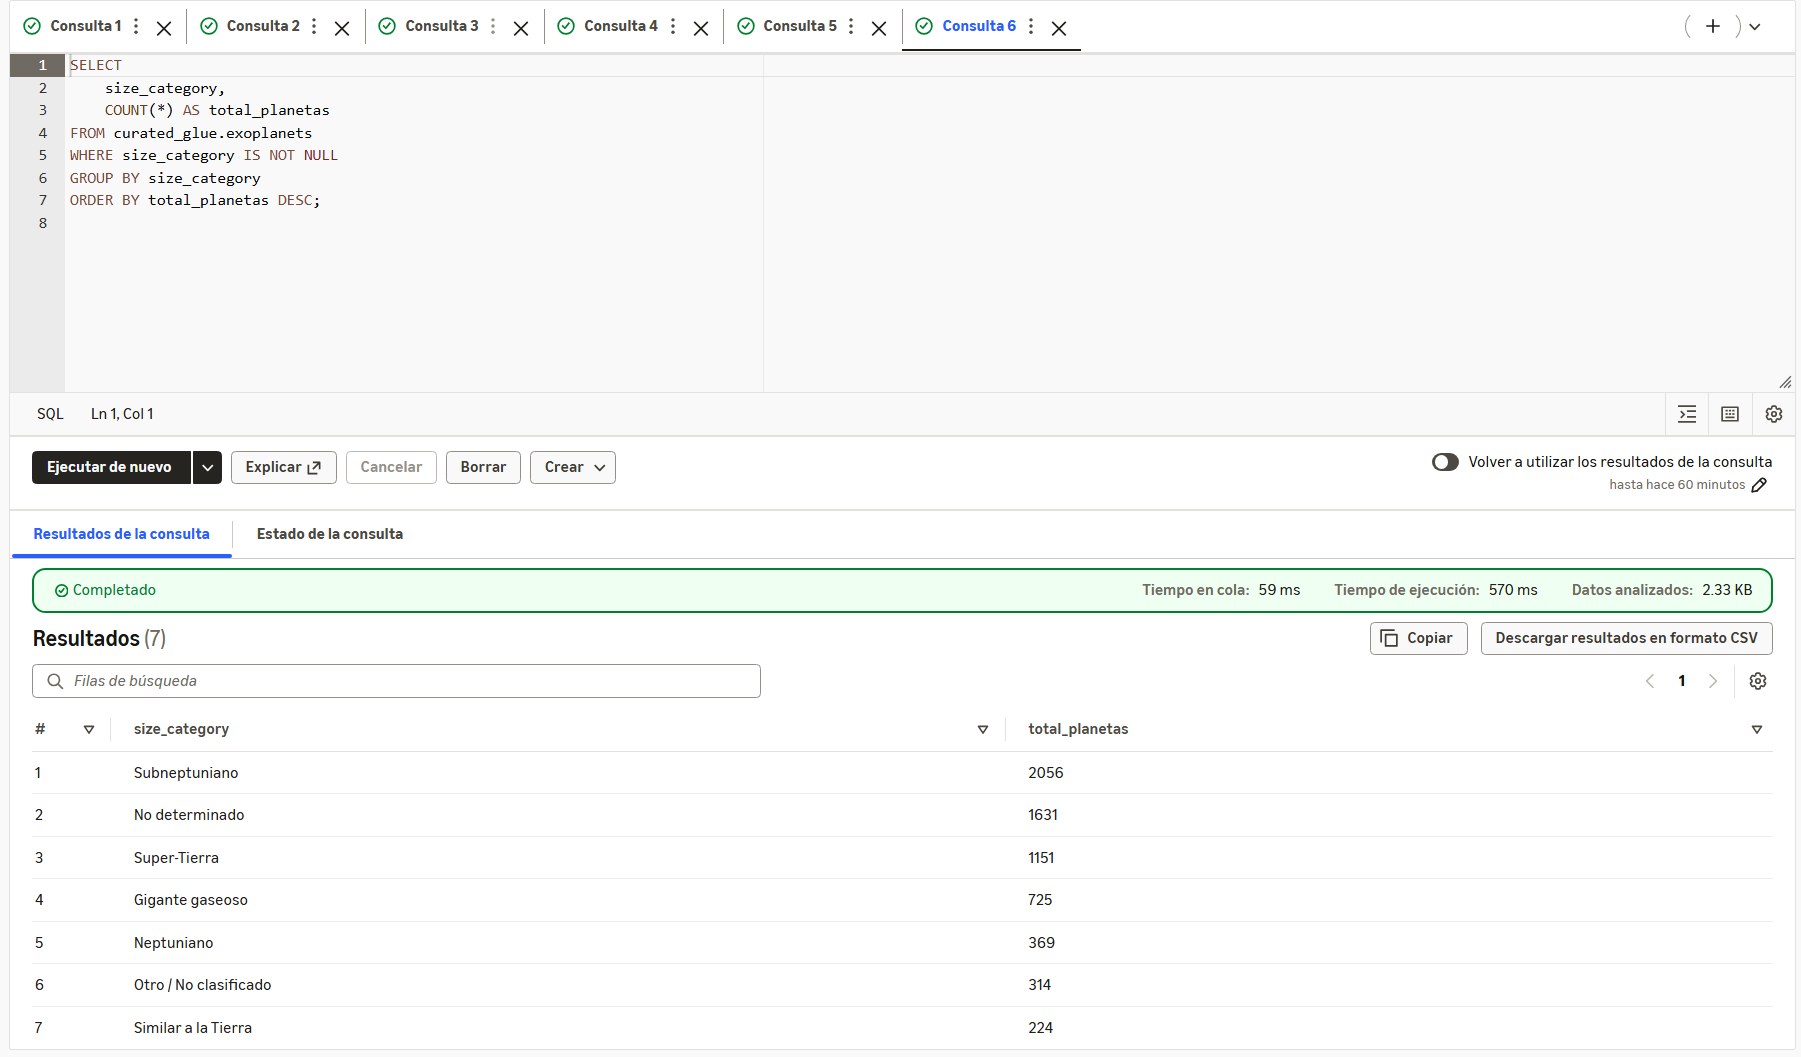 Consulta 1 Consulta 2 Consulta 3 Consulta 4 Consulta 5 Consulta 6
1 SELECT
2 size_category,
3 COUNT(*) AS total_planetas
4 FROM curated_glue.exoplanets
5 WHERE size_category IS NOT NULL
6 GROUP BY size_category
7 ORDER BY total_planetas DESC;
8
SQL Ln 1, Col 1
Ejecutar de nuevo Explicar Cancelar Borrar Crear Volver a utilizar los resultados de la consulta
hasta hace 60 minutos
Resultados de la consulta Estado de la consulta
Completado Tiempo en cola: 59 ms Tiempo de ejecución: 570 ms Datos analizados: 2.33 KB
Resultados (7) Copiar Descargar resultados en formato CSV
Filas de búsqueda 1
# size_category total_planetas
1 Subneptuniano 2056
2 No determinado 1631
3 Super-Tierra 1151
4 Gigante gaseoso 725
5 Neptuniano 369
6 Otro / No clasificado 314
7 Similar a la Tierra 224